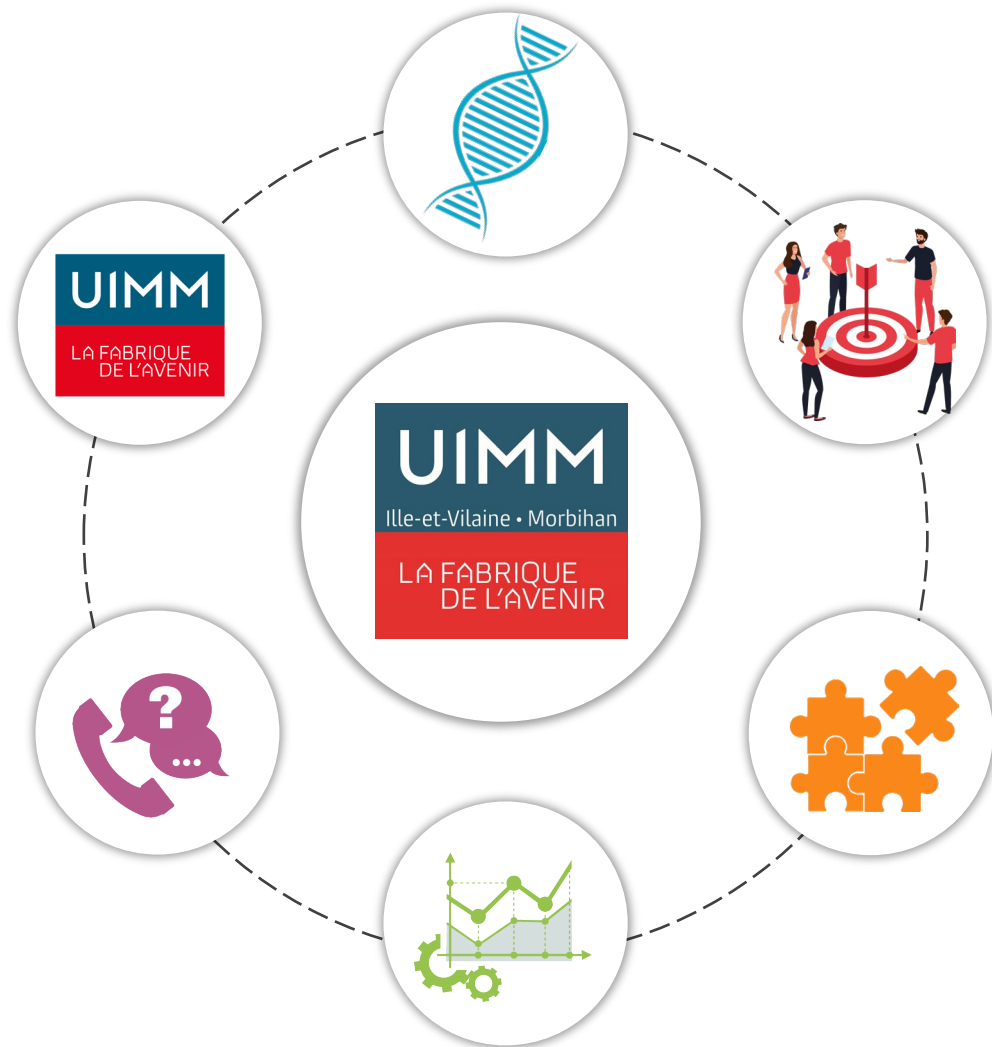 UIMM
LA FABRIQUE
DE L'AVENIR
UIMM
Ille-et-Vilaine • Morbihan
LA FABRIQUE
DE L'AVENIR
?
...